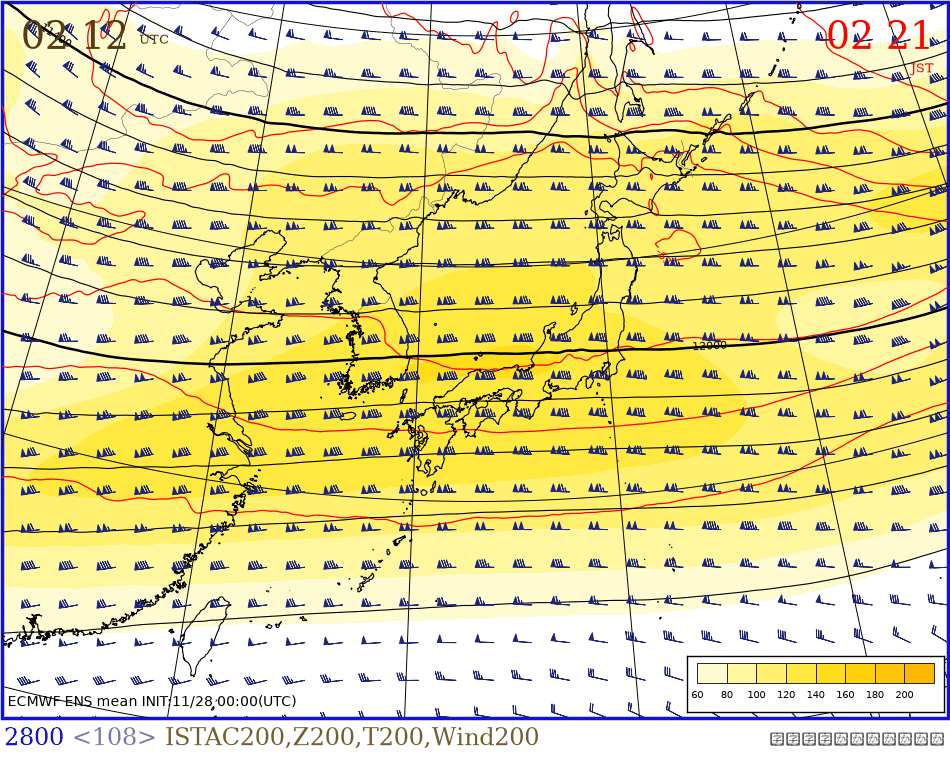 02 12 UTC
02 21
JST
12000
60 80 100 120 140 160 180 200
ECMWF ENS mean INIT:11/28 00:00(UTC)
2800 <108> ISTAC200,Z200,T200,Wind200